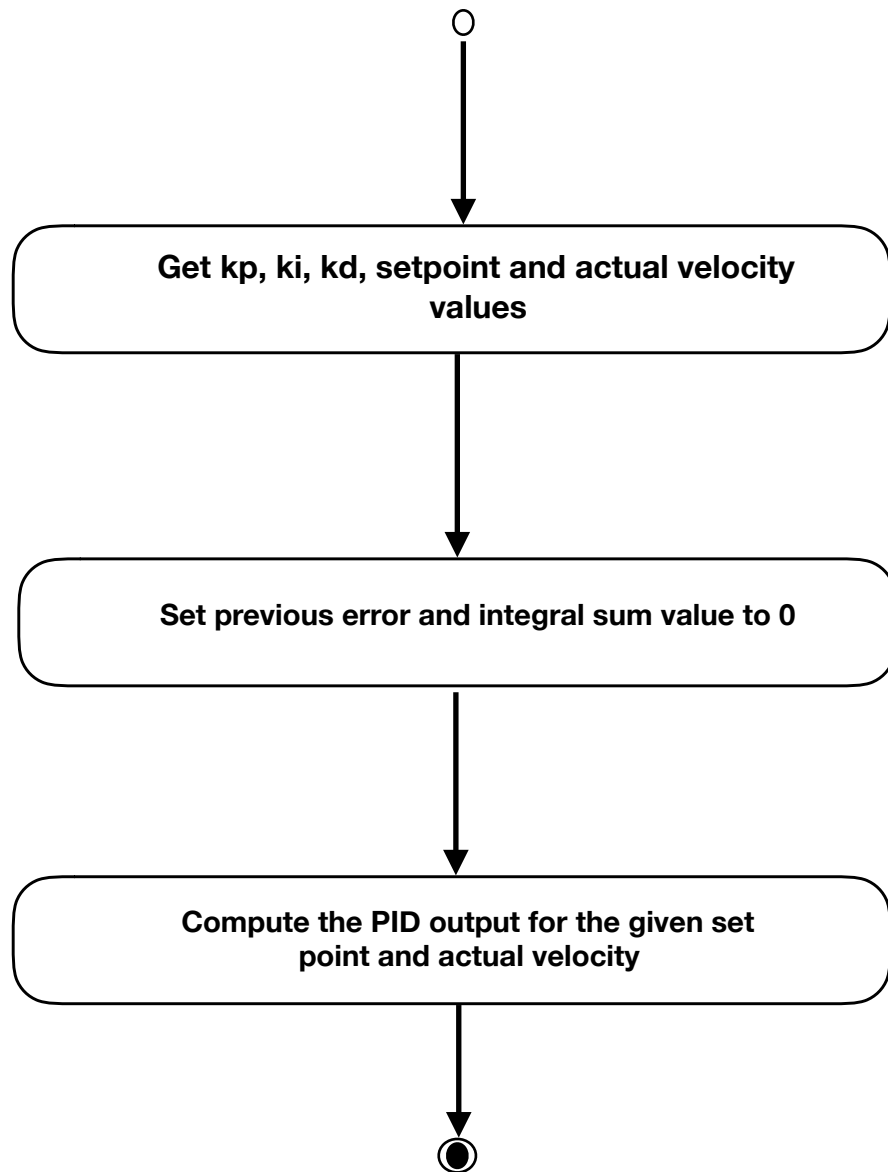 Get kp, ki, kd, setpoint and actual velocity
values
Set previous error and integral sum value to 0
Compute the PID output for the given set
point and actual velocity